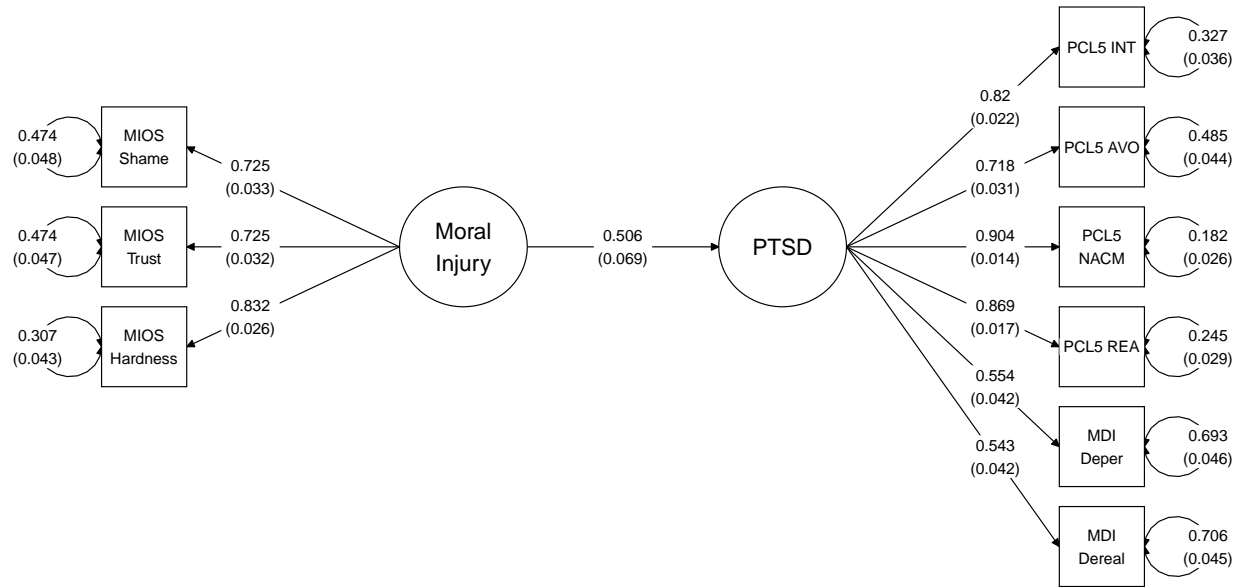 PCL5 INT
0.327
(0.036)
0.82
(0.022)
0.474
(0.048)
MIOS
Shame
0.725
(0.033)
PCL5 AVO
0.485
(0.044)
0.718
(0.031)
0.474
(0.047)
MIOS
Trust
0.725
(0.032)
Moral
Injury
0.506
(0.069)
PTSD
0.904
(0.014)
PCL5
NACM
0.182
(0.026)
0.307
(0.043)
MIOS
Hardness
0.832
(0.026)
0.869
(0.017)
PCL5 REA
0.245
(0.029)
0.554
(0.042)
MDI
Deper
0.693
(0.046)
0.543
(0.042)
MDI
Dereal
0.706
(0.045)